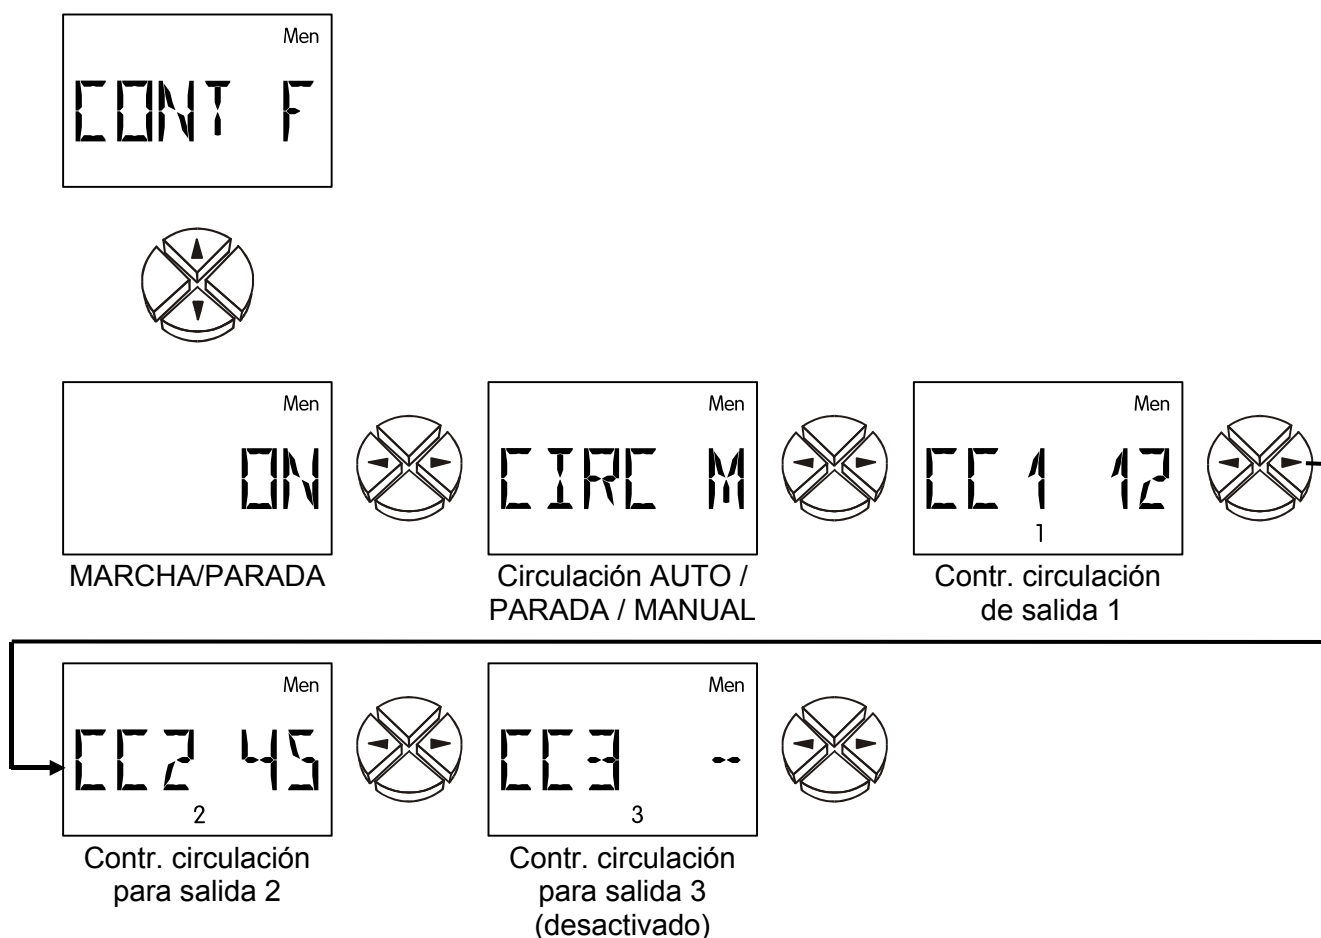 Men
CONT F
Men
ON
MARCHA/PARADA
Men
CIRC M
Circulación AUTO /
PARADA / MANUAL
Men
CC1 12
1
Contr. circulación
de salida 1
Men
CC2 45
2
Contr. circulación
para salida 2
Men
CC3 --
3
Contr. circulación
para salida 3
(desactivado)